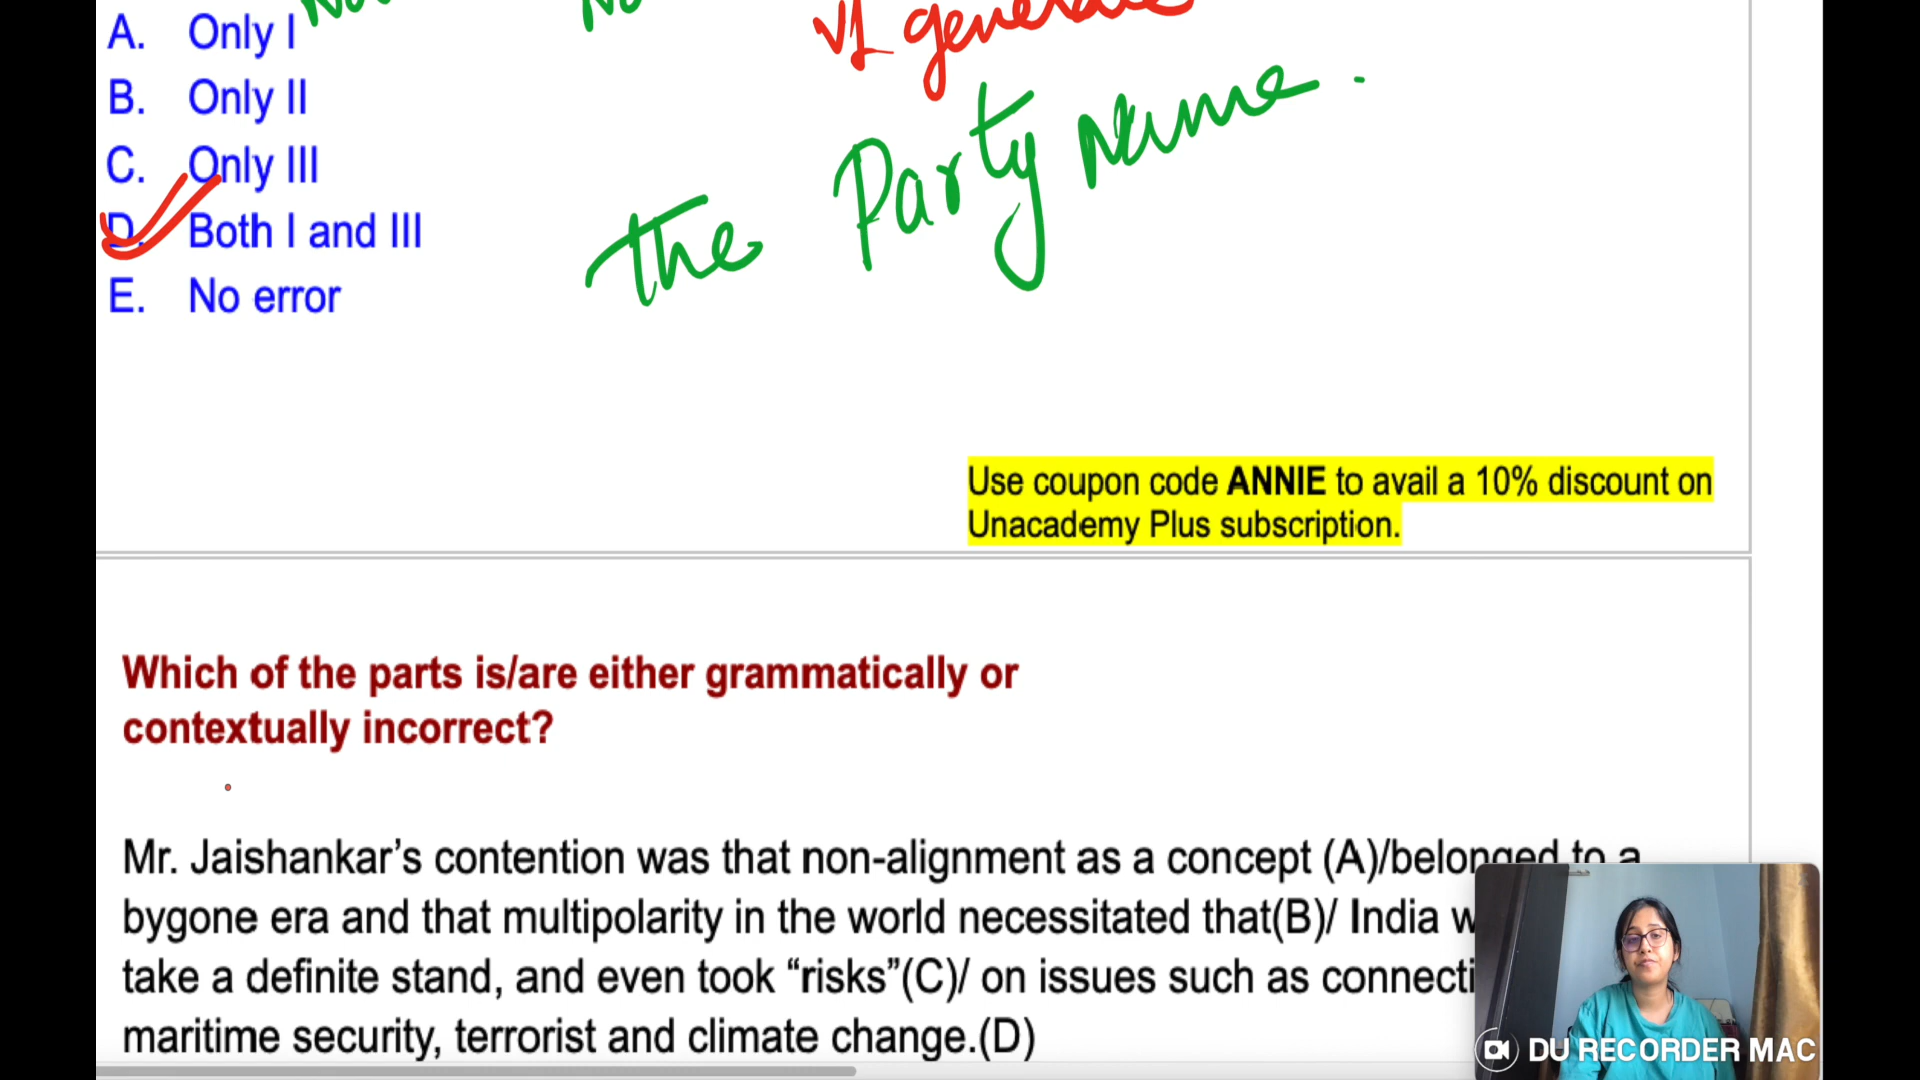 A. Only I
B. Only II
C. Only III
D. Both I and III
E. No error
V1 generate
the Party Name.
Use coupon code ANNIE to avail a 10% discount on
Unacademy Plus subscription.
Which of the parts is/are either grammatically or
contextually incorrect?
Mr. Jaishankar’s contention was that non-alignment as a concept (A)/belonged to a
bygone era and that multipolarity in the world necessitated that(B)/ India
take a definite stand, and even took “risks”(C)/ on issues such as
maritime security, terrorist and climate change.(D)
DU RECORDER MAC